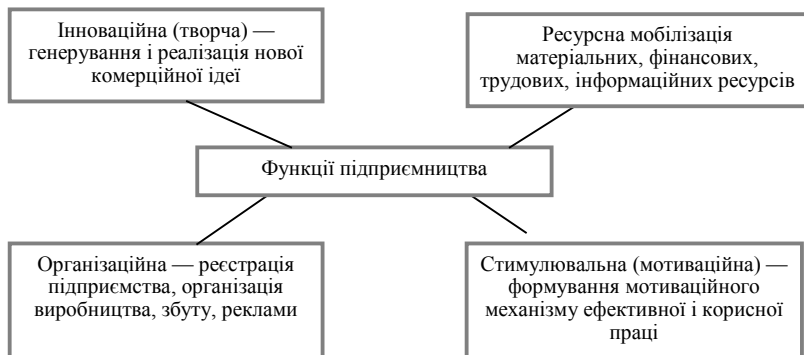 Інноваційна (творча) —
генерування і реалізація нової
комерційної ідеї
Ресурсна мобілізація
матеріальних, фінансових,
трудових, інформаційних ресурсів
Функції підприємництва
Організаційна — реєстрація
підприємства, організація
виробництва, збуту, реклами
Стимулювальна (мотиваційна) —
формування мотиваційного
механізму ефективної і корисної
праці